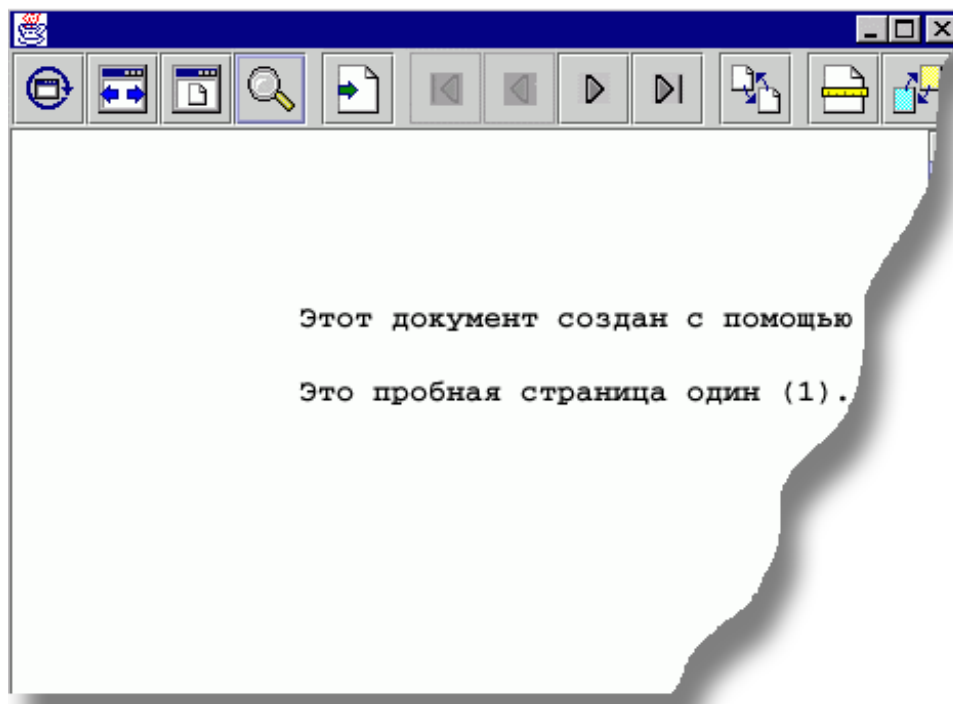 Этот документ создан с помощью
Это пробная страница один (1).